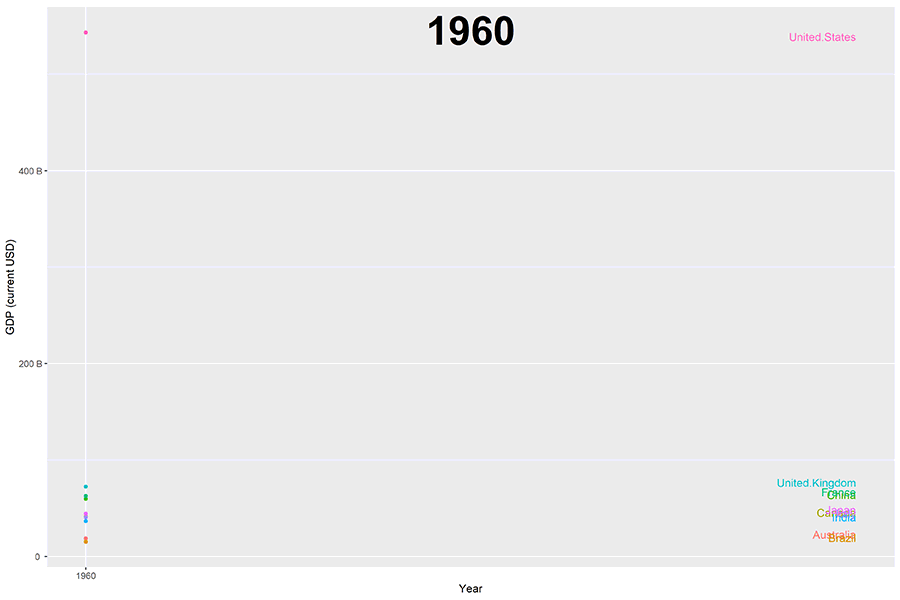 1960
United.States
400 B
GDP (current USD)
200 B
United.Kingdom
France
China
Japan
Canada
India
Australia
Brazil
0
1960
Year